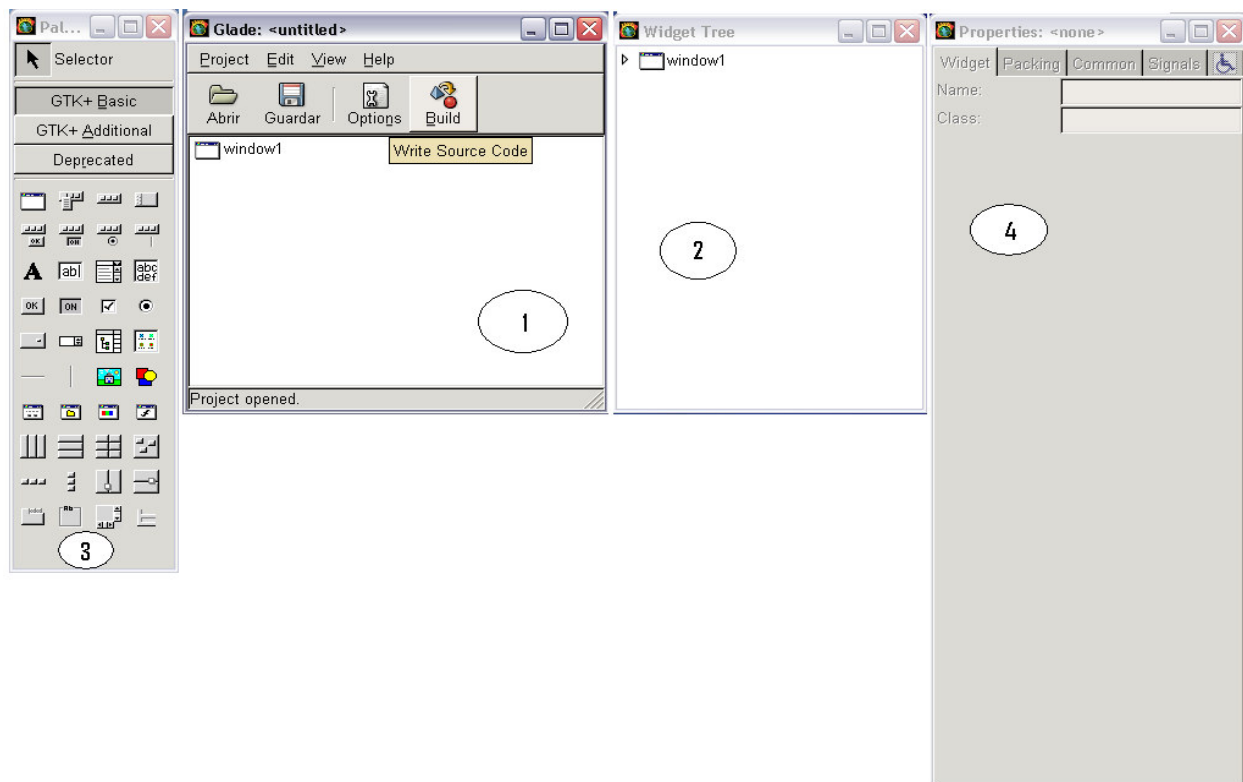 Pal...
Selector
GTK+ Basic
GTK+ Additional
Deprecated
A
abl
abc
def
OK
ON
3
Glade: <untitled>
Project Edit View Help
Abrir Guardar Options Build
window1
Write Source Code
1
Project opened.
Widget Tree
window1
2
Properties: <none>
Widget Packing Common Signals
Name:
Class:
4